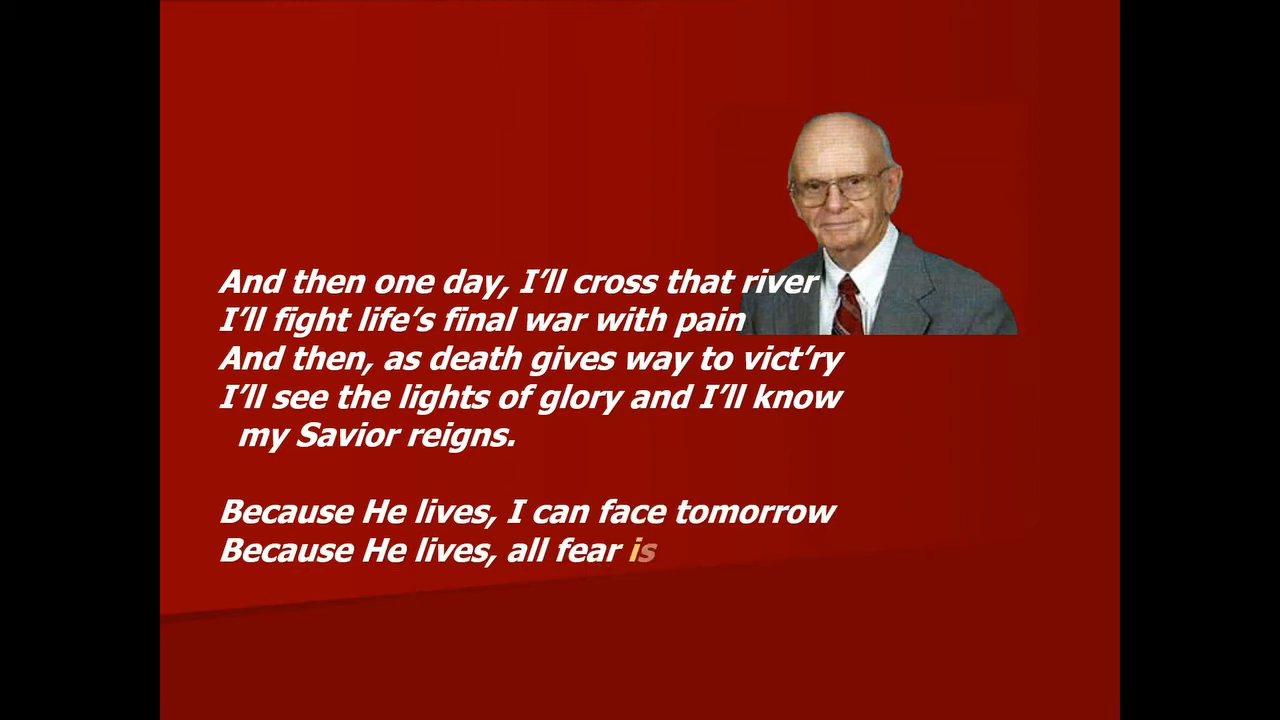 And then one day, I’ll cross that river
I’ll fight life’s final war with pain
And then, as death gives way to vict’ry
I’ll see the lights of glory and I’ll know
my Savior reigns.
Because He lives, I can face tomorrow
Because He lives, all fear is